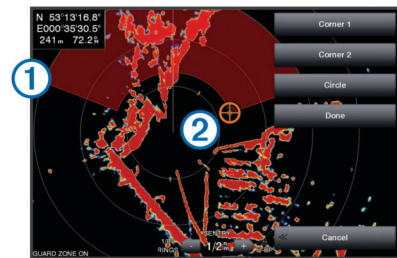 N 53°13'16.8"
E000°35'30.5"
241m 72.2
Corner 1
Corner 2
Circle
Done
1
2
SENTRY
RINGS - 1/2 +
GUARD ZONE ON
Cancel